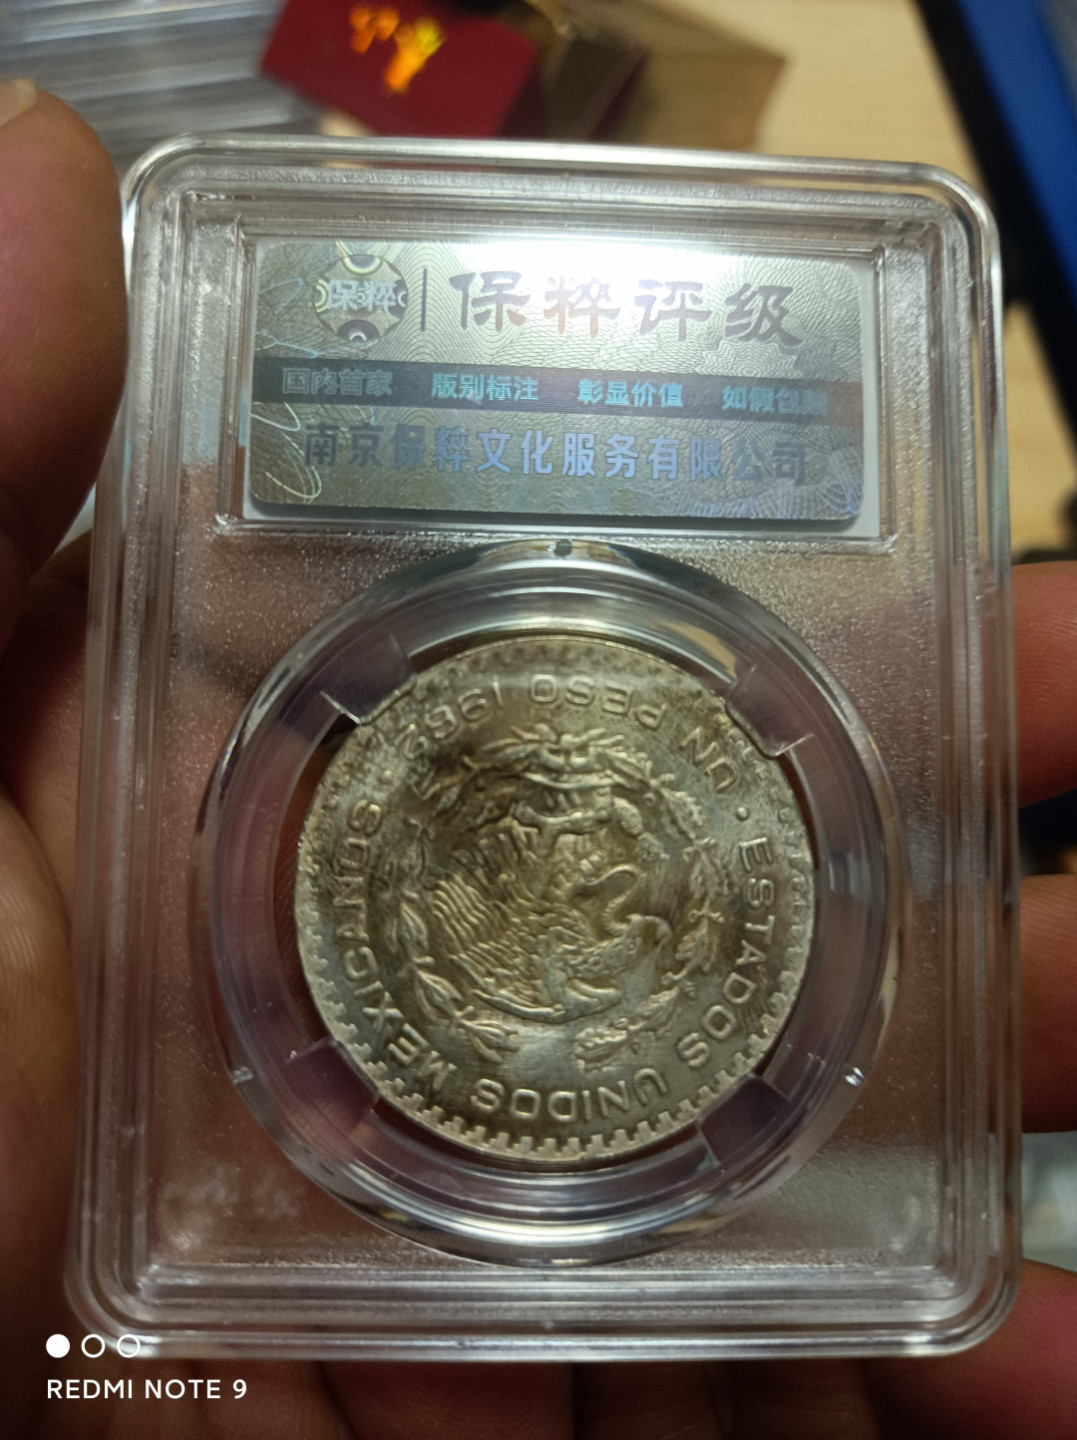 保粹 保粹评级
国内首家 版别标注 彰显价值 如假包赔
南京保粹文化服务有限公司
UN PESO 1962
· ESTADOS UNIDOS MEXICANOS ·
REDMI NOTE 9